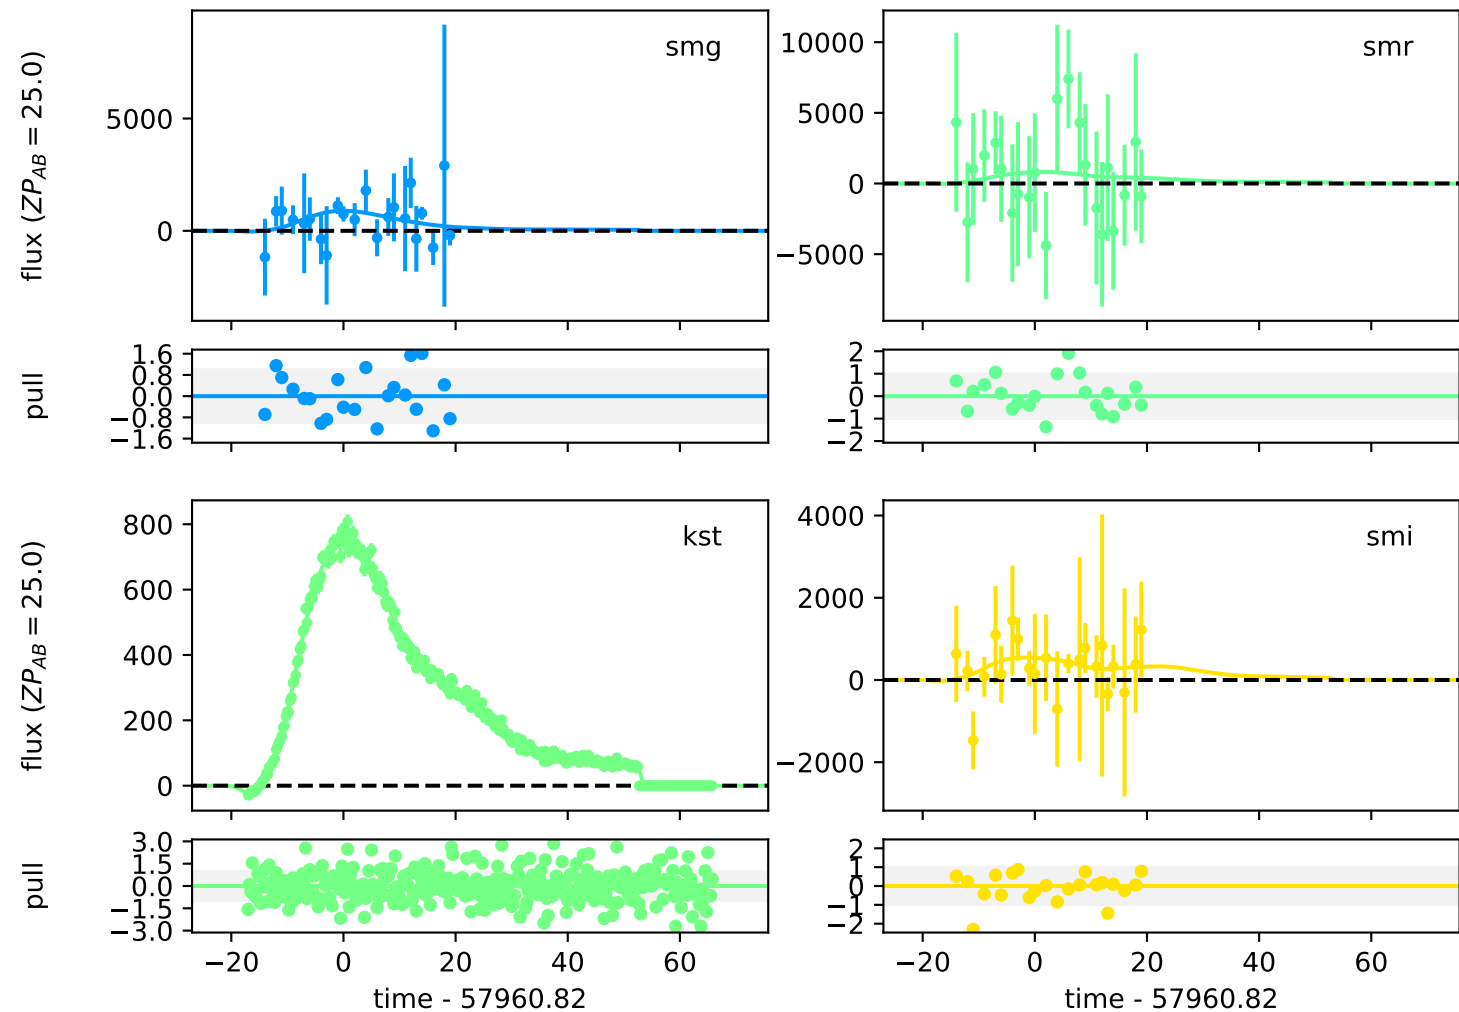 smg
flux (ZP_AB = 25.0)
5000
0
smr
10000
5000
0
−5000
pull
1.6
0.8
0.0
−0.8
−1.6
2
1
0
−1
−2
kst
flux (ZP_AB = 25.0)
800
600
400
200
0
smi
4000
2000
0
−2000
pull
3.0
1.5
0.0
−1.5
−3.0
2
1
0
−1
−2
−20 0 20 40 60
time - 57960.82
−20 0 20 40 60
time - 57960.82